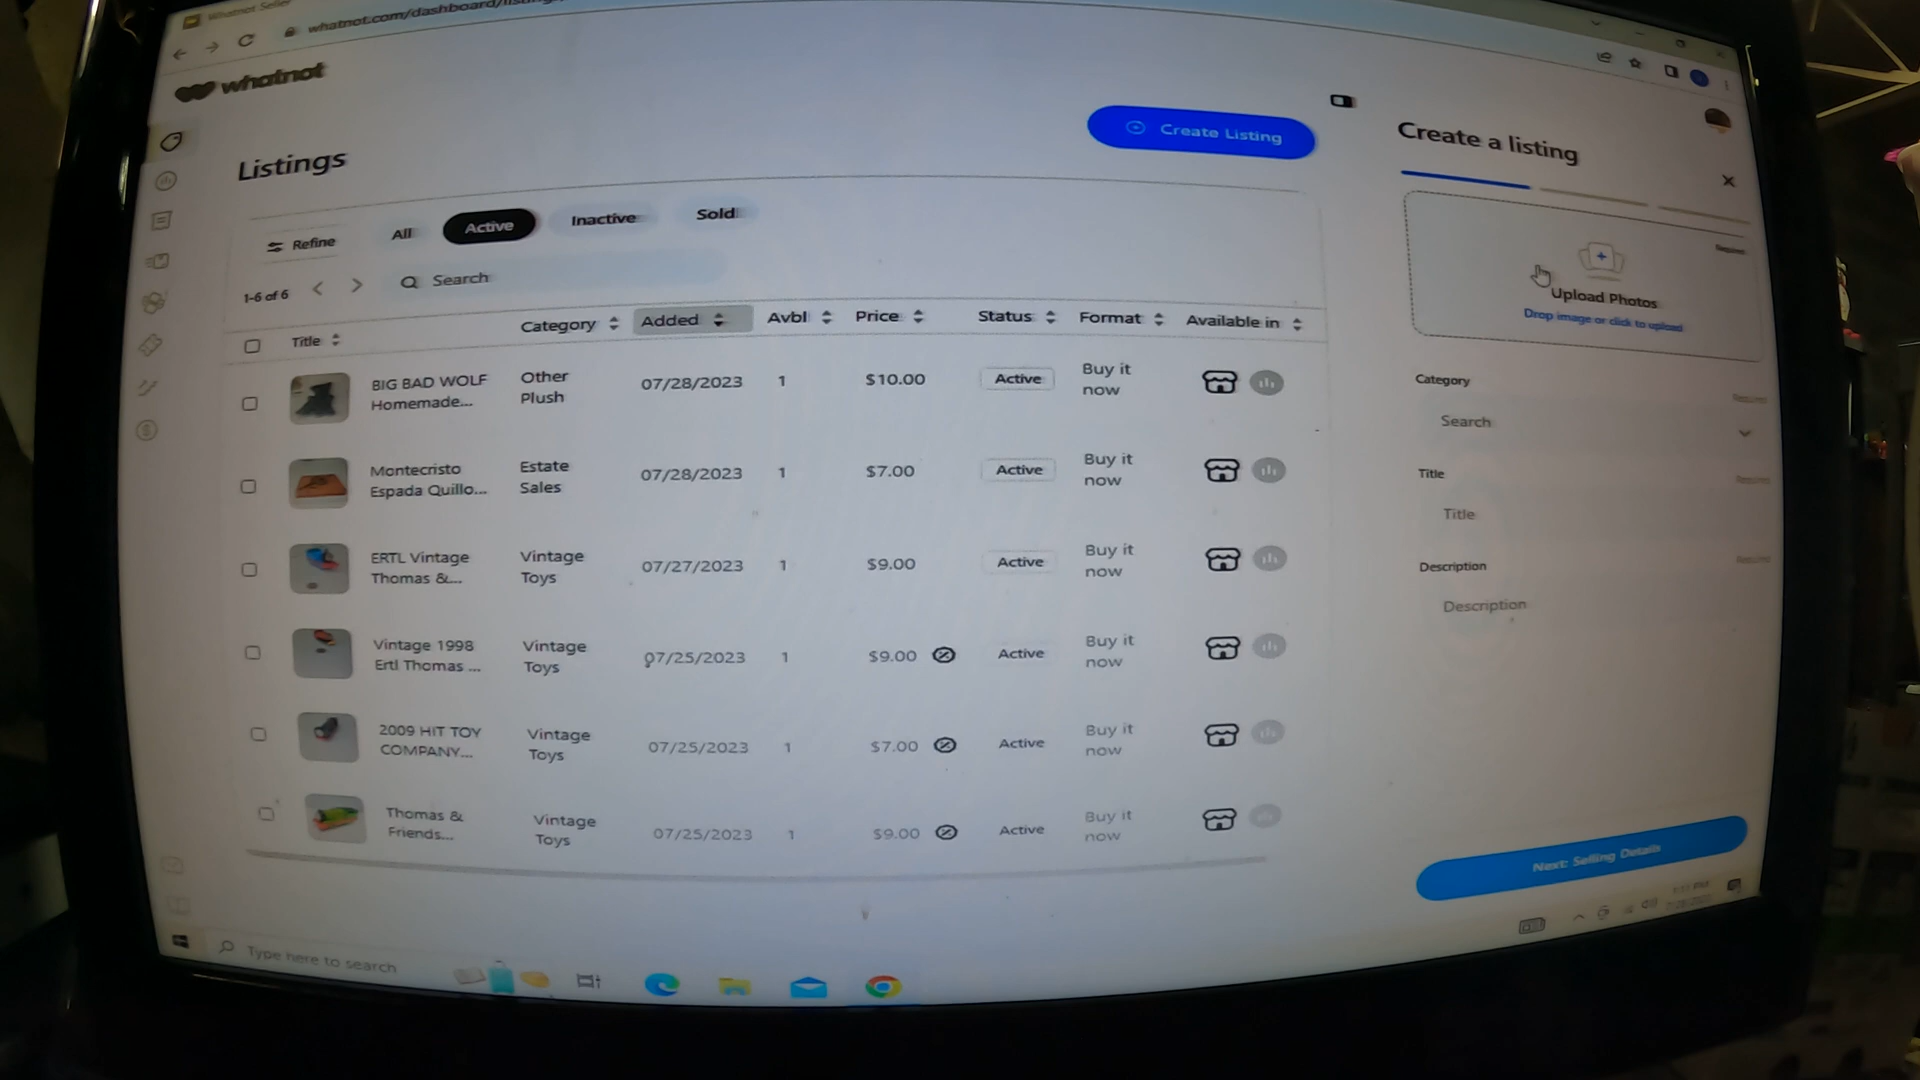 Whatnot Seller
whatnot.com/dashboard/
whatnot
Listings
Create Listing
Refine
All
Active
Inactive
Sold
1-6 of 6
Search
Title
Category
Added
Avbl
Price
Status
Format
Available in
BIG BAD WOLF
Homemade...
Other
Plush
07/28/2023
1
$10.00
Active
Buy it
now
Montecristo
Espada Quillo...
Estate
Sales
07/28/2023
1
$7.00
Active
Buy it
now
ERTL Vintage
Thomas &...
Vintage
Toys
07/27/2023
1
$9.00
Active
Buy it
now
Vintage 1998
Ertl Thomas ...
Vintage
Toys
07/25/2023
1
$9.00
Active
Buy it
now
2009 HIT TOY
COMPANY...
Vintage
Toys
07/25/2023
1
$7.00
Active
Buy it
now
Thomas &
Friends...
Vintage
Toys
07/25/2023
1
$9.00
Active
Buy it
now
Create a listing
Required
Upload Photos
Drop image or click to upload
Category
Required
Search
Title
Required
Title
Description
Required
Description
Next: Selling Details
Type here to search